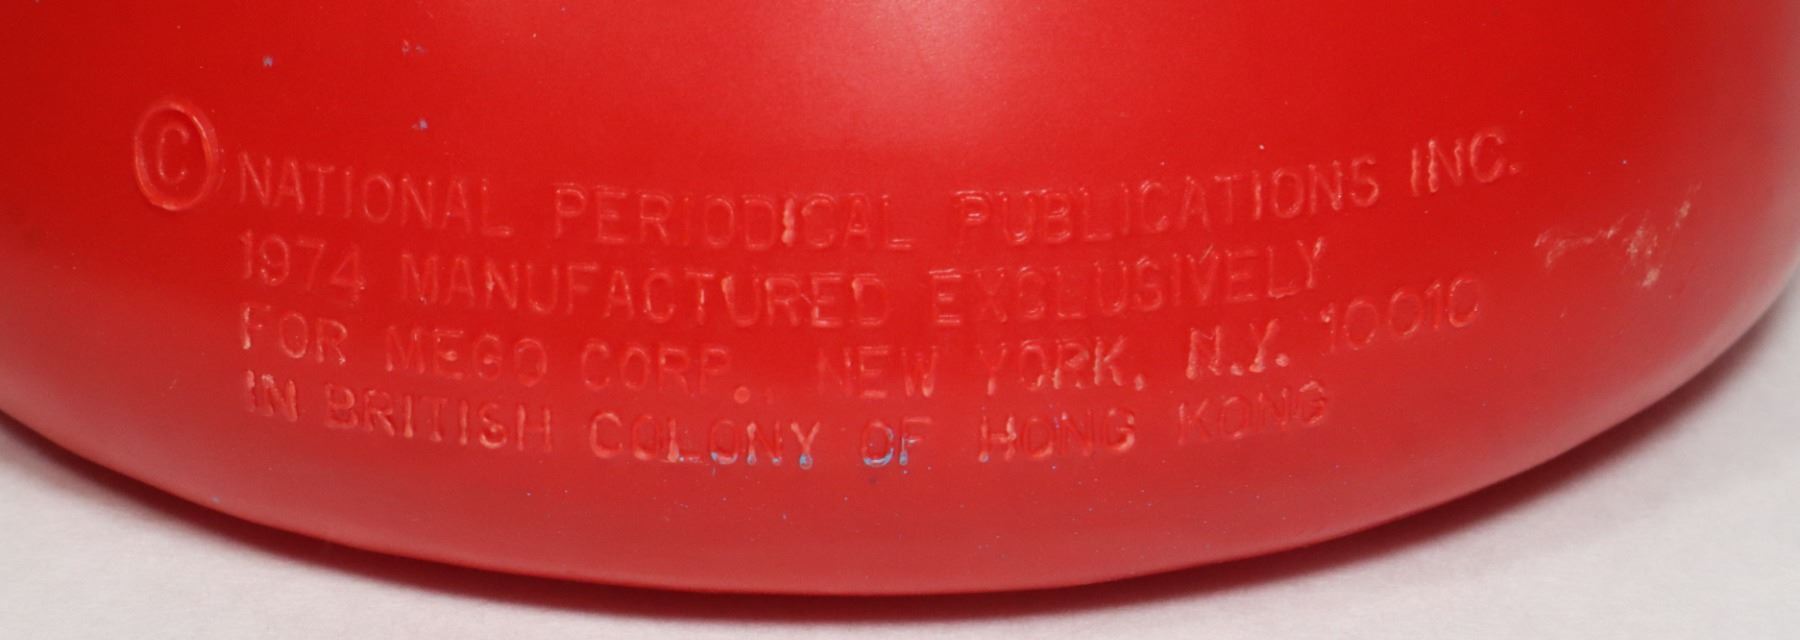 © NATIONAL PERIODICAL PUBLICATIONS INC.
1974 MANUFACTURED EXCLUSIVELY
FOR MEGO CORP., NEW YORK, N.Y. 10010
IN BRITISH COLONY OF HONG KONG